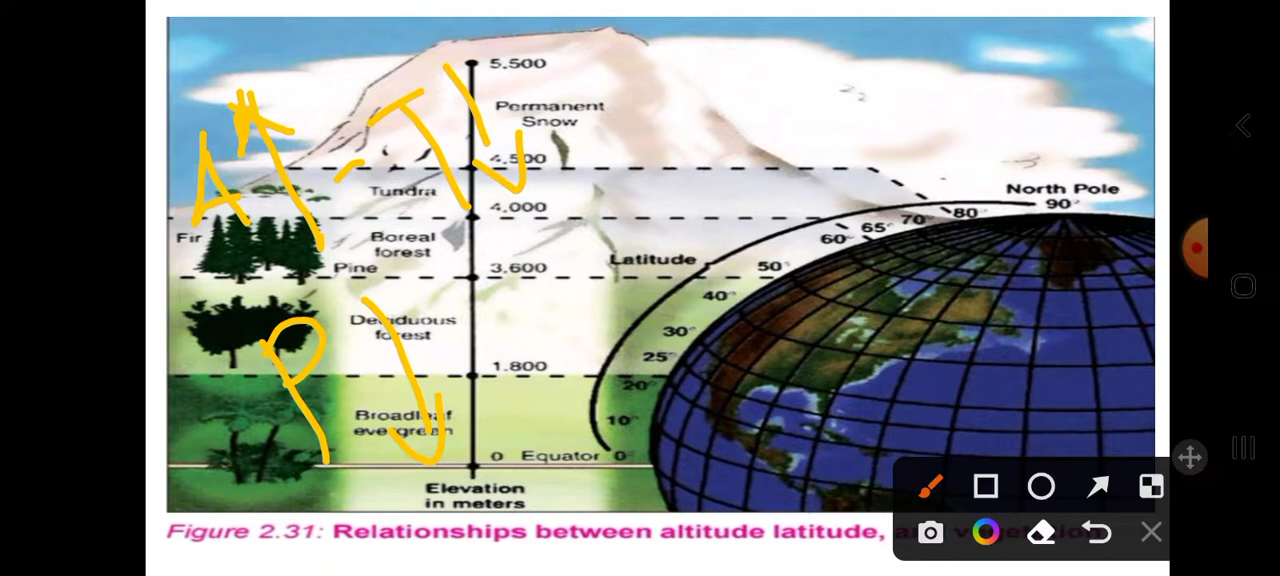 5,500
Permanent
Snow
4,500
Tundra
4,000
North Pole
90°
80
70°
65°
60°
Fir
Boreal
forest
Pine
3.600
Latitude
50°
40°
30°
25°
20°
10°
Deciduous
forest
1.800
Broadleaf
evergreen
0 Equator 0°
Elevation
in meters
Figure 2.31: Relationships between altitude latitude,